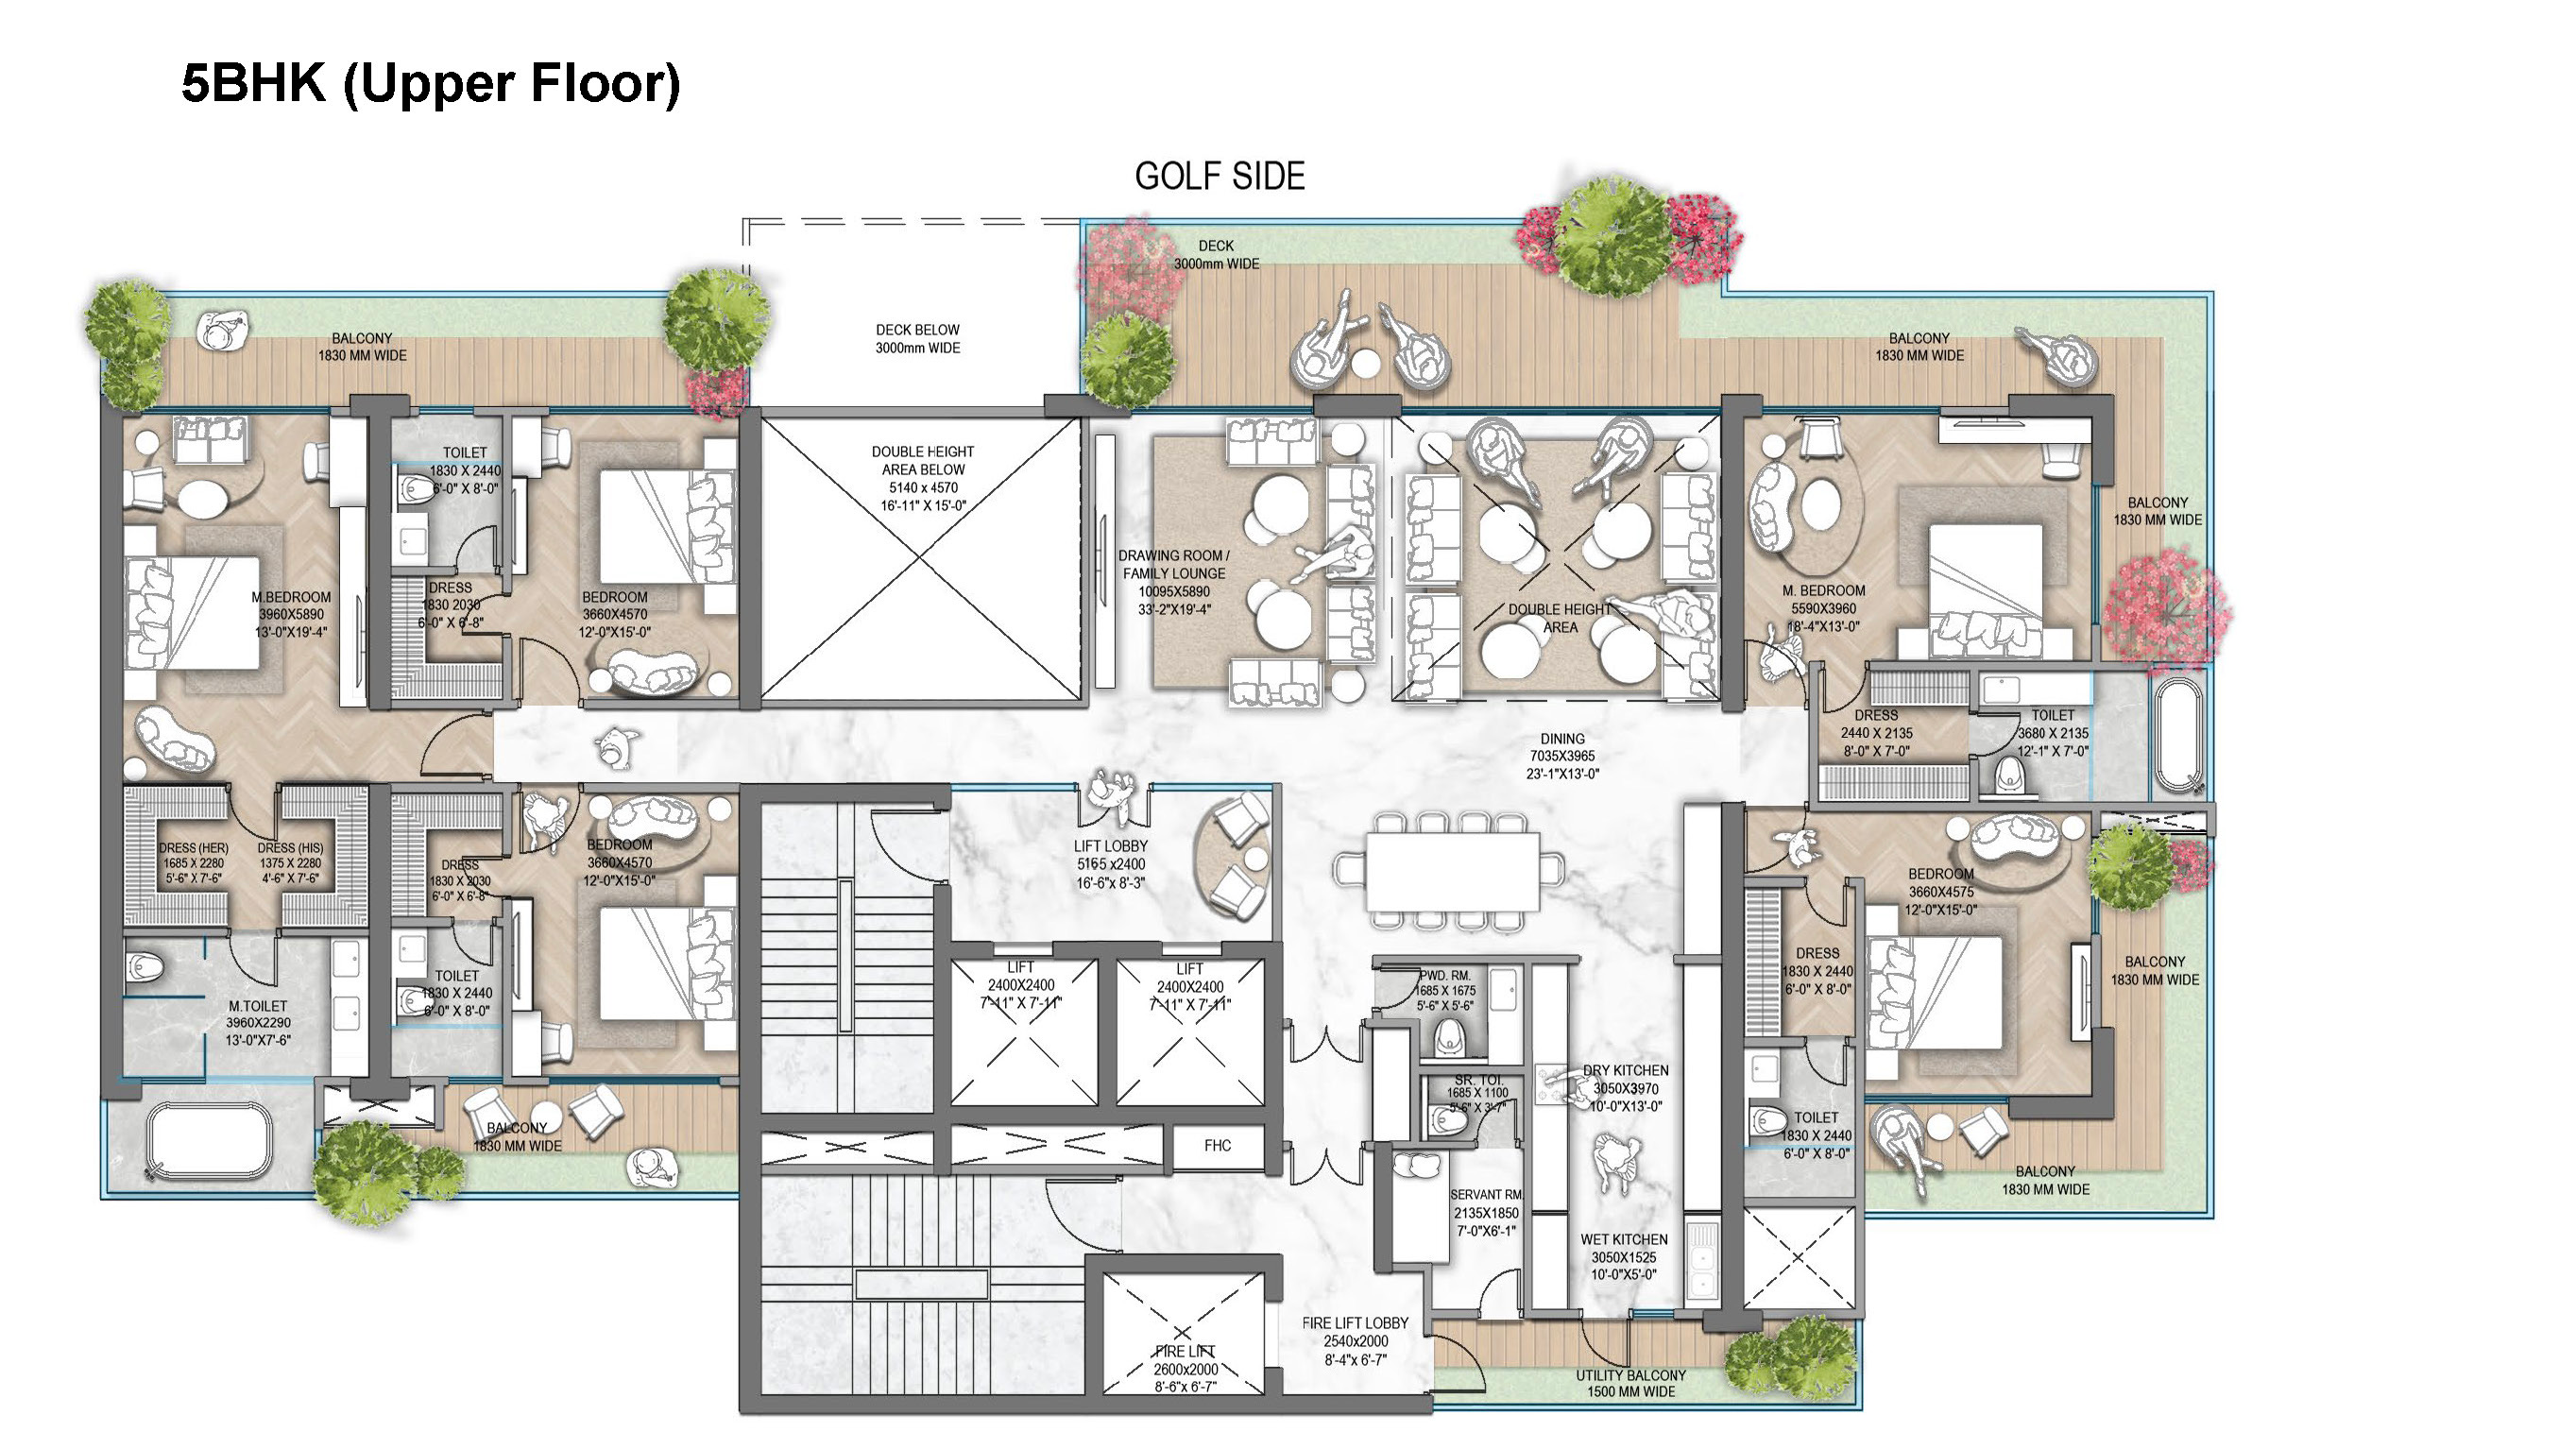 5BHK (Upper Floor)
GOLF SIDE
DECK
3000mm WIDE
DECK BELOW
3000mm WIDE
BALCONY
1830 MM WIDE
BALCONY
1830 MM WIDE
TOILET
1830 X 2440
6'-0" X 8'-0"
DOUBLE HEIGHT
AREA BELOW
5140 x 4570
16'-11" X 15'-0"
BALCONY
1830 MM WIDE
M.BEDROOM
3960X5890
13'-0"X19'-4"
DRESS
1830 2030
6'-0" X 6'-8"
BEDROOM
3660X4570
12'-0"X15'-0"
DRAWING ROOM /
FAMILY LOUNGE
10095X5890
33'-2"X19'-4"
DOUBLE HEIGHT
AREA
M. BEDROOM
5590X3960
18'-4"X13'-0"
DRESS
2440 X 2135
8'-0" X 7'-0"
TOILET
3680 X 2135
12'-1" X 7'-0"
DINING
7035X3965
23'-1"X13'-0"
DRESS (HER)
1685 X 2280
5'-6" X 7'-6"
DRESS (HIS)
1375 X 2280
4'-6" X 7'-6"
DRESS
1830 X 2030
6'-0" X 6'-8"
BEDROOM
3660X4570
12'-0"X15'-0"
LIFT LOBBY
5165 x2400
16'-6"x 8'-3"
BEDROOM
3660X4575
12'-0"X15'-0"
M.TOILET
3960X2290
13'-0"X7'-6"
TOILET
1830 X 2440
6'-0" X 8'-0"
LIFT
2400X2400
7'-11" X 7'-11"
LIFT
2400X2400
7'-11" X 7'-11"
PWD. RM.
1685 X 1675
5'-6" X 5'-6"
DRESS
1830 X 2440
6'-0" X 8'-0"
BALCONY
1830 MM WIDE
SR. TOI.
1685 X 1100
5'-6" X 3'-7"
DRY KITCHEN
3050X3970
10'-0"X13'-0"
BALCONY
1830 MM WIDE
FHC
TOILET
1830 X 2440
6'-0" X 8'-0"
BALCONY
1830 MM WIDE
SERVANT RM.
2135X1850
7'-0"X6'-1"
WET KITCHEN
3050X1525
10'-0"X5'-0"
FIRE LIFT
2600x2000
8'-6"x 6'-7"
FIRE LIFT LOBBY
2540x2000
8'-4"x 6'-7"
UTILITY BALCONY
1500 MM WIDE